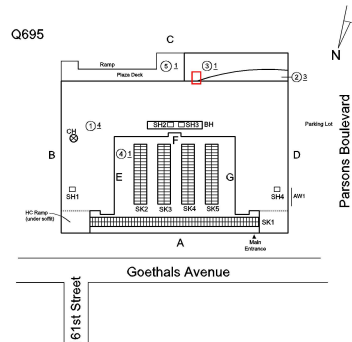 Q695
C
N
Ramp
⑤ 1
③ 1
Plaza Deck
② 3
① 4
SH2
SH3
BH
Parking Lot
CH
F
④ 1
B
D
E
G
SH1
SH4
AW1
SK2
SK3
SK4
SK5
HC Ramp
(under soffit)
SK1
A
Main
Entrance
Goethals Avenue
61st Street
Parsons Boulevard